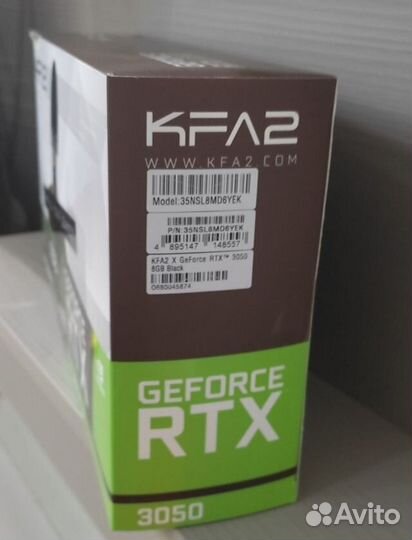 KFA2
WWW.KFA2.COM
Model:35NSL8MD6YEK
P/N:35NSL8MD6YEK
4 895147 148557
KFA2 X GeForce RTX™ 3050
8GB Black
O680045874
GEFORCE
RTX
3050
Avito